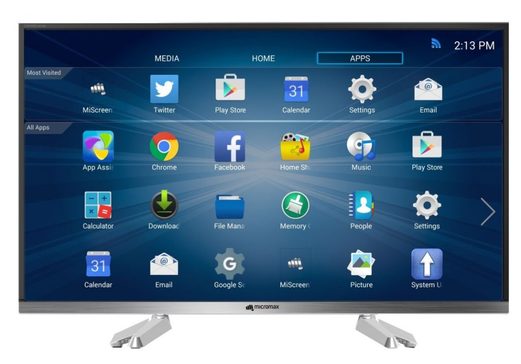 2:13 PM
MEDIA HOME APPS
Most Visited
MiScreen Twitter Play Store Calendar Settings Email
31
All Apps
App Assi Chrome Facebook Home Sh Music Play Store
Calculator Downloac File Mana Memory People Settings
31 G
Calendar Email Google Se MiScreen Picture System U
micromax